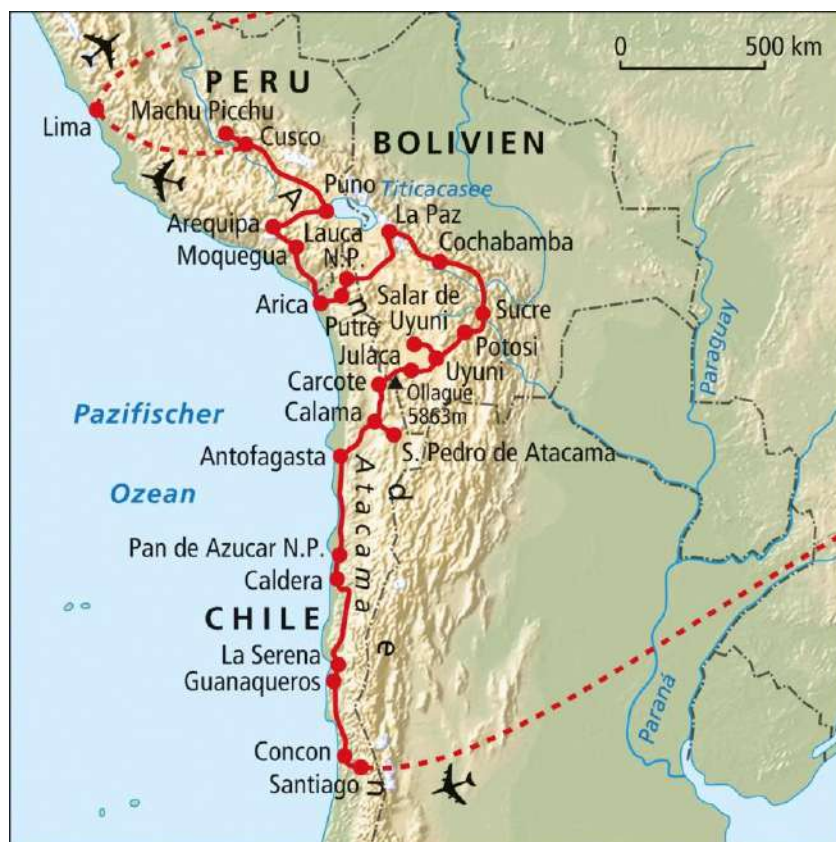 0 500 km
PERU
Machu Picchu
Lima
Cusco
BOLIVIEN
Puno
Titicacasee
Arequipa
Lauca
N.P.
La Paz
Moquegua
Cochabamba
Arica
Putre
Salar de
Uyuni
Sucre
Potosi
Julaca
Uyuni
Carcote
Ollague
5863m
Calama
S. Pedro de Atacama
Pazifischer
Ozean
Antofagasta
Atacama
Anden
Paraguay
Pan de Azucar N.P.
Caldera
CHILE
La Serena
Guanaqueros
Paraná
Concon
Santiago